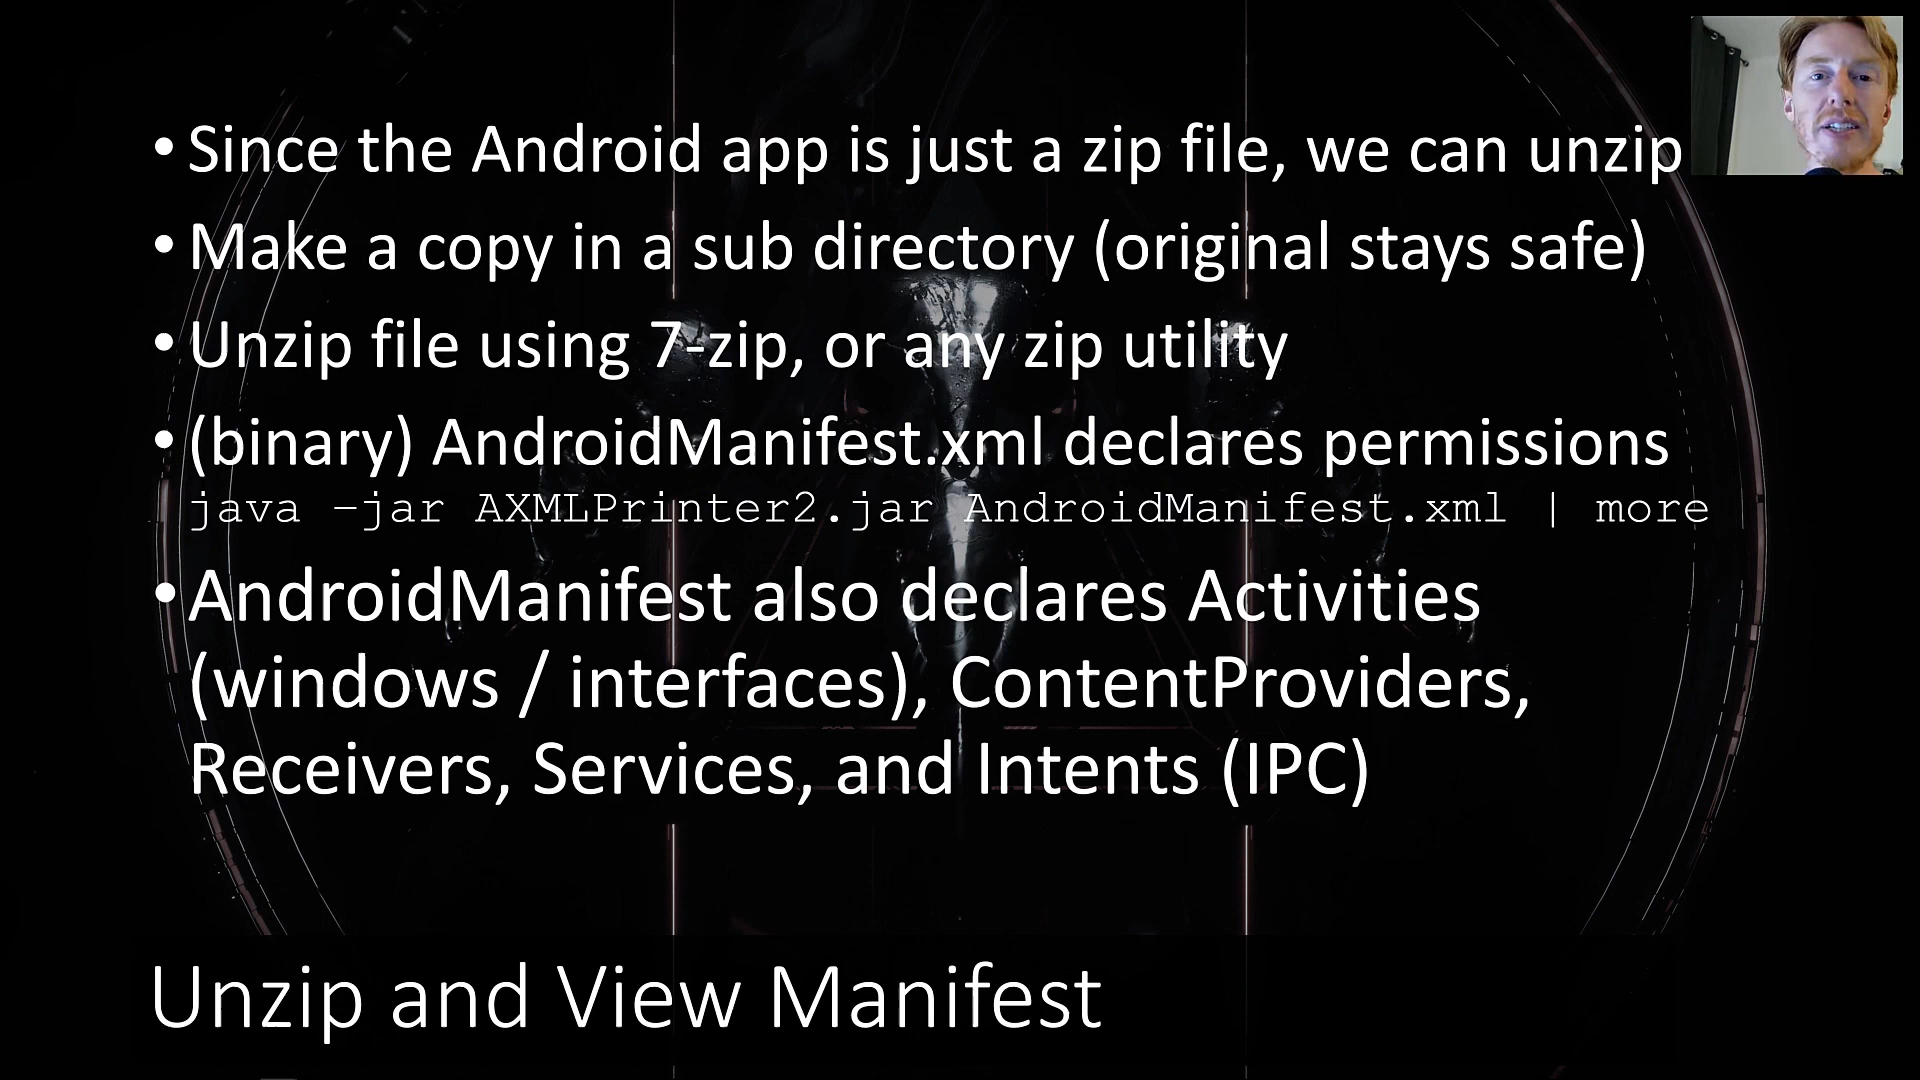 • Since the Android app is just a zip file, we can unzip
• Make a copy in a sub directory (original stays safe)
• Unzip file using 7-zip, or any zip utility
• (binary) AndroidManifest.xml declares permissions
java –jar AXMLPrinter2.jar AndroidManifest.xml | more
• AndroidManifest also declares Activities
(windows / interfaces), ContentProviders,
Receivers, Services, and Intents (IPC)
Unzip and View Manifest